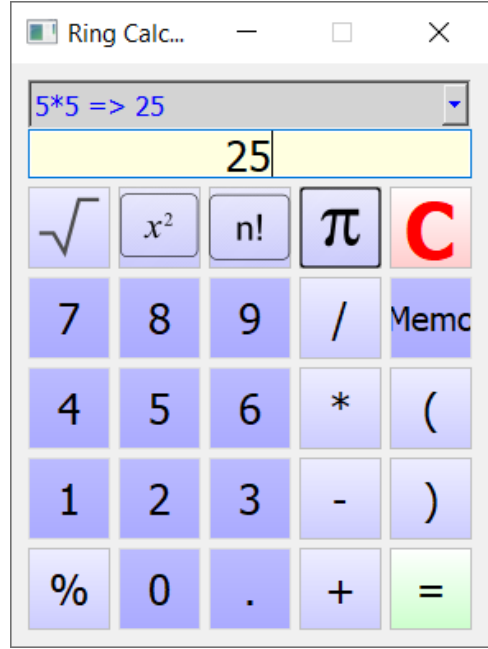 Ring Calc...
5*5 => 25
25
√ x² n! π C
7 8 9 / Memo
4 5 6 * (
1 2 3 - )
% 0 . + =